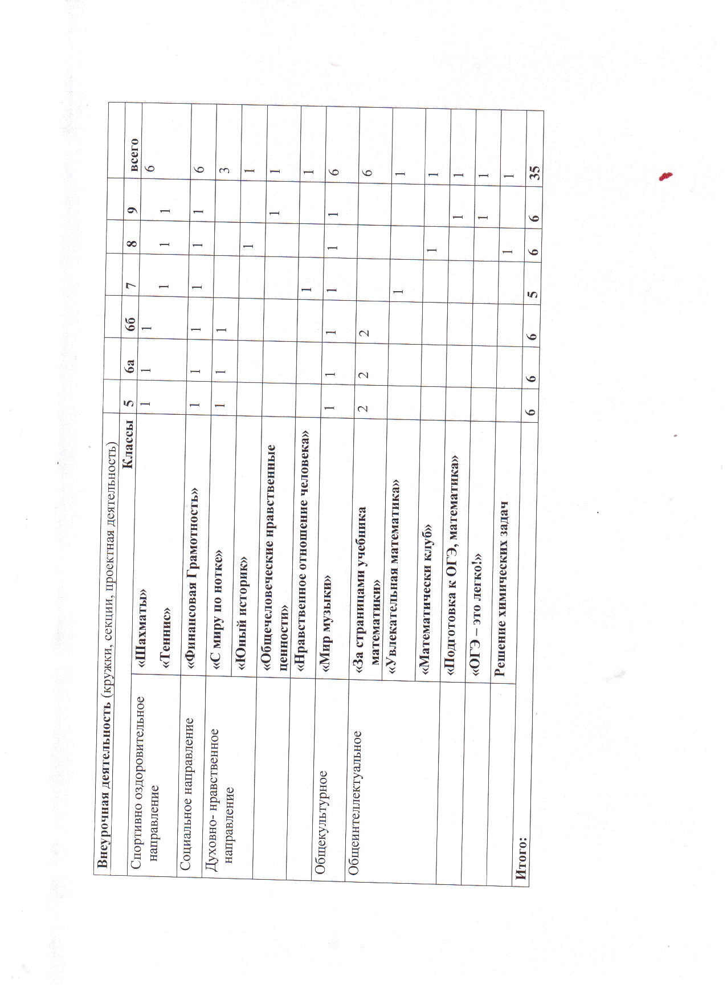 Внеурочная деятельность (кружки, секции, проектная деятельность)
Классы 5 6а 6б 7 8 9 всего
Спортивно оздоровительное «Шахматы» 1 1 1 6
направление «Теннис» 1 1 1
Социальное направление «Финансовая Грамотность» 1 1 1 1 1 1 6
Духовно- нравственное «С миру по нотке» 1 1 1 3
направление «Юный историк» 1 1
«Общечеловеческие нравственные 1 1
ценности»
«Нравственное отношение человека» 1 1
Общекультурное «Мир музыки» 1 1 1 1 1 1 6
Общеинтеллектуальное «За страницами учебника 2 2 2 6
математики»
«Увлекательная математика» 1 1
«Математически клуб» 1 1
«Подготовка к ОГЭ, математика» 1 1
«ОГЭ – это легко!» 1 1
Решение химических задач 1 1
Итого: 6 6 6 5 6 6 35